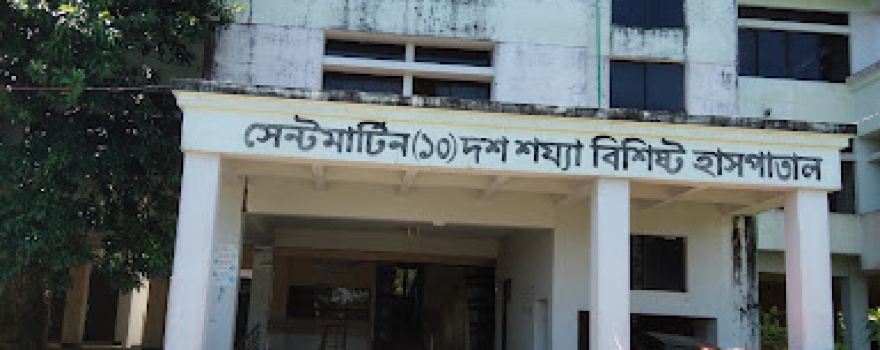 সেন্টমার্টিন(১০)দশ শয্যা বিশিষ্ট হাসপাতাল